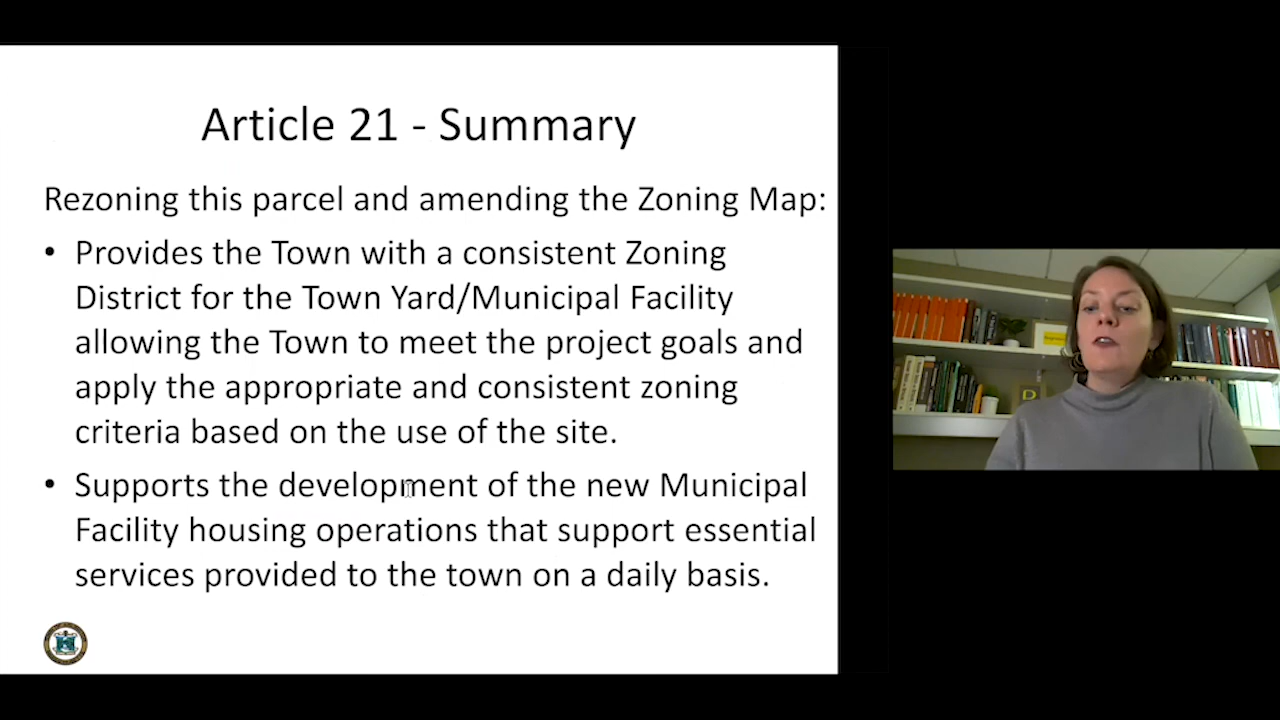 Article 21 - Summary
Rezoning this parcel and amending the Zoning Map:
• Provides the Town with a consistent Zoning
District for the Town Yard/Municipal Facility
allowing the Town to meet the project goals and
apply the appropriate and consistent zoning
criteria based on the use of the site.
• Supports the development of the new Municipal
Facility housing operations that support essential
services provided to the town on a daily basis.